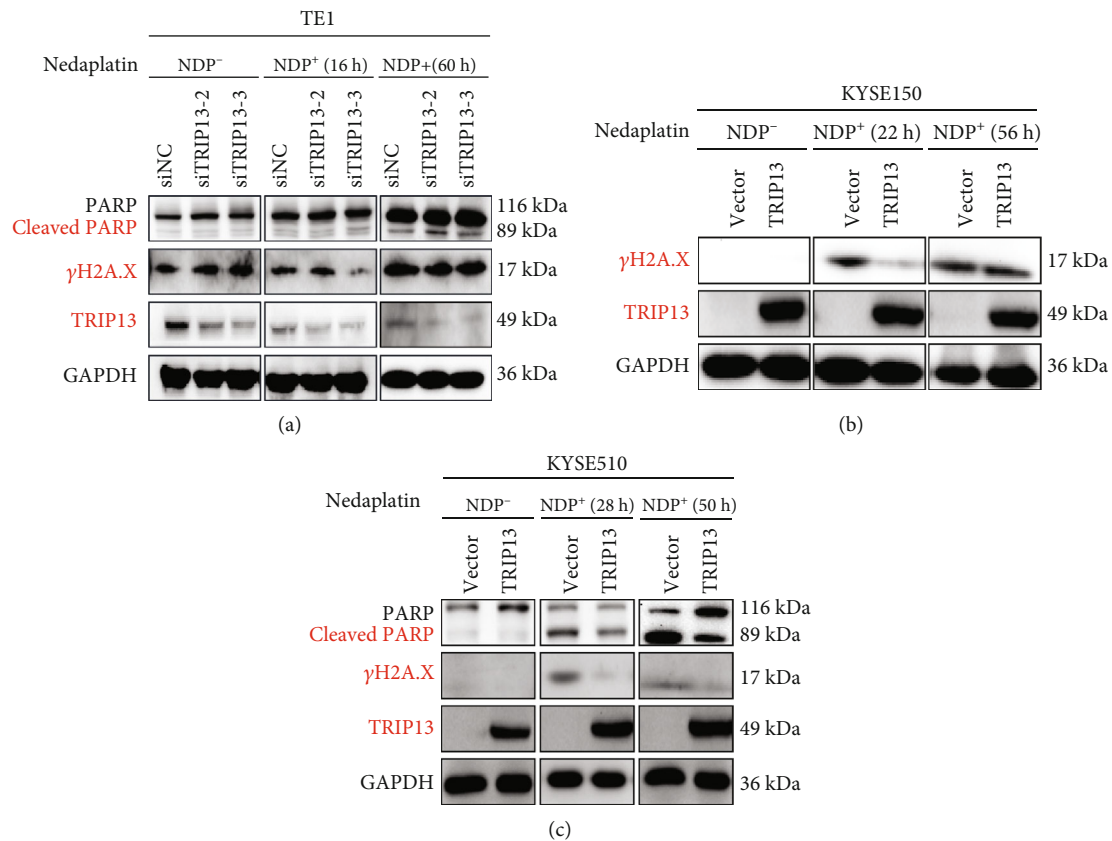 TE1
Nedaplatin NDP⁻ NDP⁺ (16 h) NDP+(60 h)
siNC siTRIP13-2 siTRIP13-3 siNC siTRIP13-2 siTRIP13-3 siNC siTRIP13-2 siTRIP13-3
PARP 116 kDa
Cleaved PARP 89 kDa
γH2A.X 17 kDa
TRIP13 49 kDa
GAPDH 36 kDa
(a)
KYSE150
Nedaplatin NDP⁻ NDP⁺ (22 h) NDP⁺ (56 h)
Vector TRIP13 Vector TRIP13 Vector TRIP13
γH2A.X 17 kDa
TRIP13 49 kDa
GAPDH 36 kDa
(b)
KYSE510
Nedaplatin NDP⁻ NDP⁺ (28 h) NDP⁺ (50 h)
Vector TRIP13 Vector TRIP13 Vector TRIP13
PARP 116 kDa
Cleaved PARP 89 kDa
γH2A.X 17 kDa
TRIP13 49 kDa
GAPDH 36 kDa
(c)